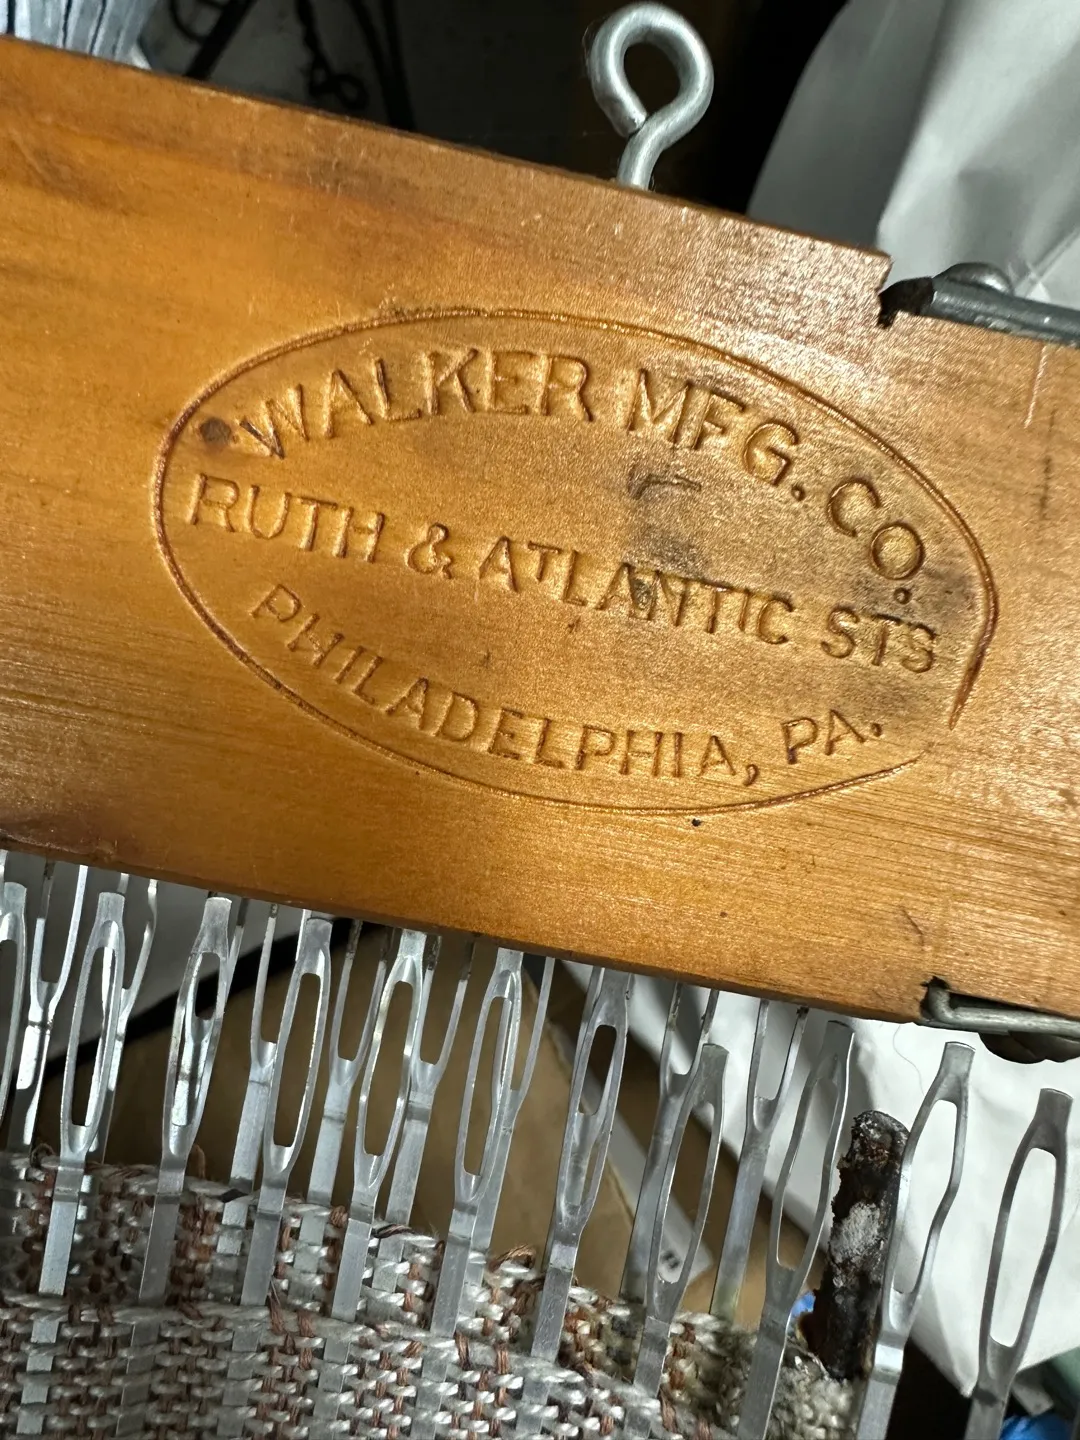 WALKER MFG. CO.
RUTH & ATLANTIC STS
PHILADELPHIA, PA.